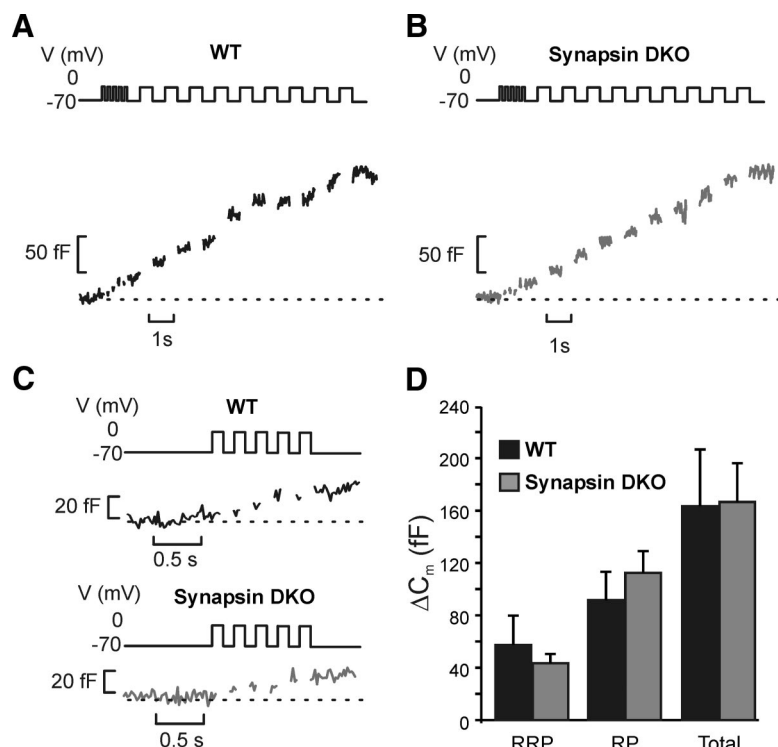 A
V (mV)
WT
0
-70
50 fF
1s
B
V (mV)
Synapsin DKO
0
-70
50 fF
1s
C
V (mV)
WT
0
-70
20 fF
0.5 s
Synapsin DKO
V (mV)
0
-70
20 fF
0.5 s
D
240
200
160
120
80
40
0
ΔCm (fF)
WT
Synapsin DKO
RRP RP Total